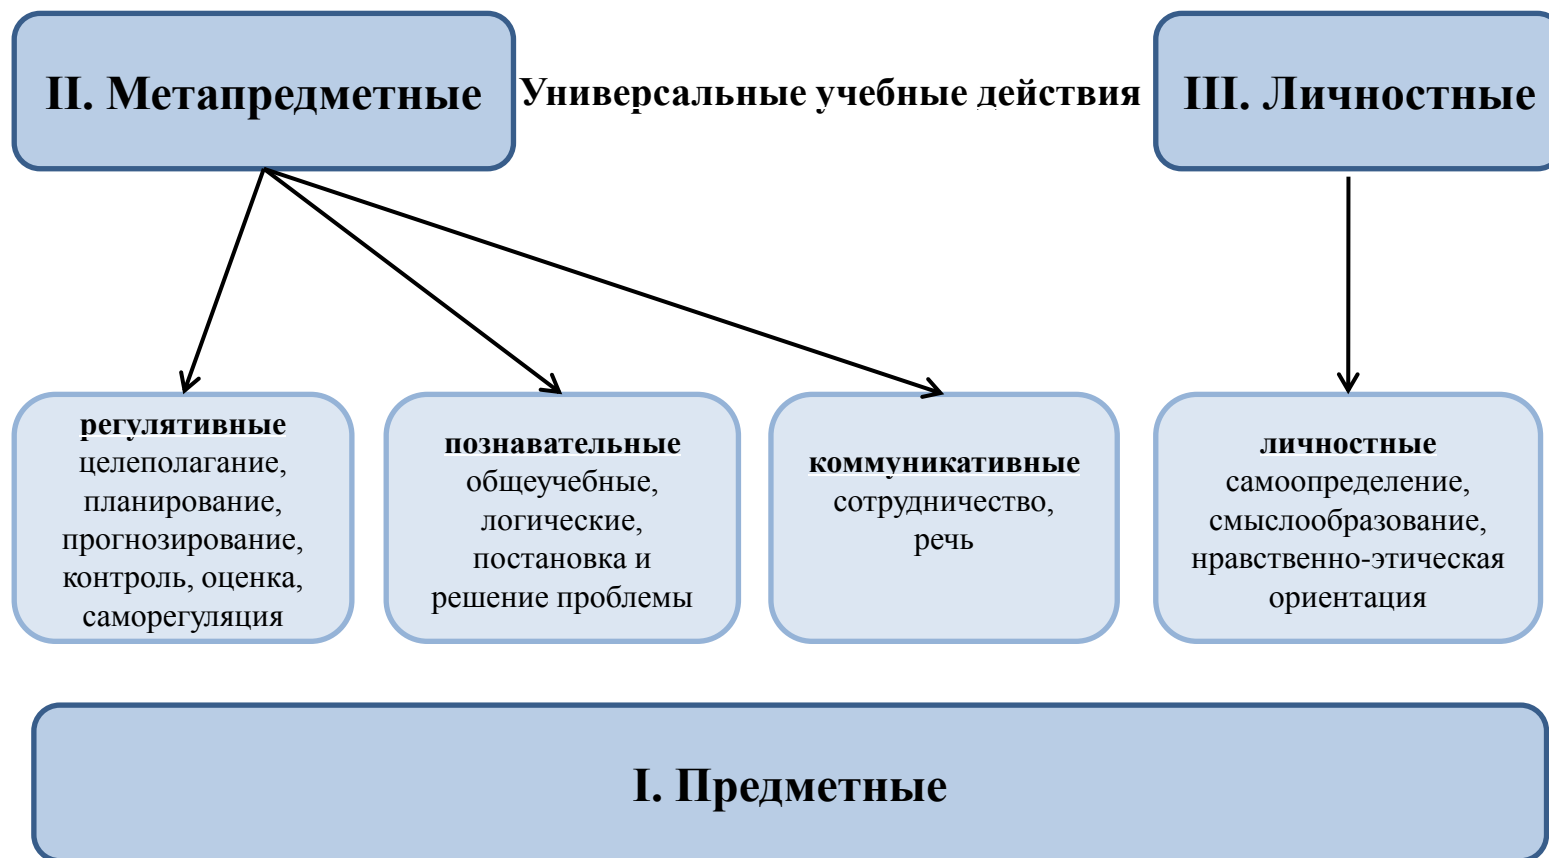 II. Метапредметные
Универсальные учебные действия
III. Личностные
регулятивные
целеполагание,
планирование,
прогнозирование,
контроль, оценка,
саморегуляция
познавательные
общеучебные,
логические,
постановка и
решение проблемы
коммуникативные
сотрудничество,
речь
личностные
самоопределение,
смыслообразование,
нравственно-этическая
ориентация
I. Предметные